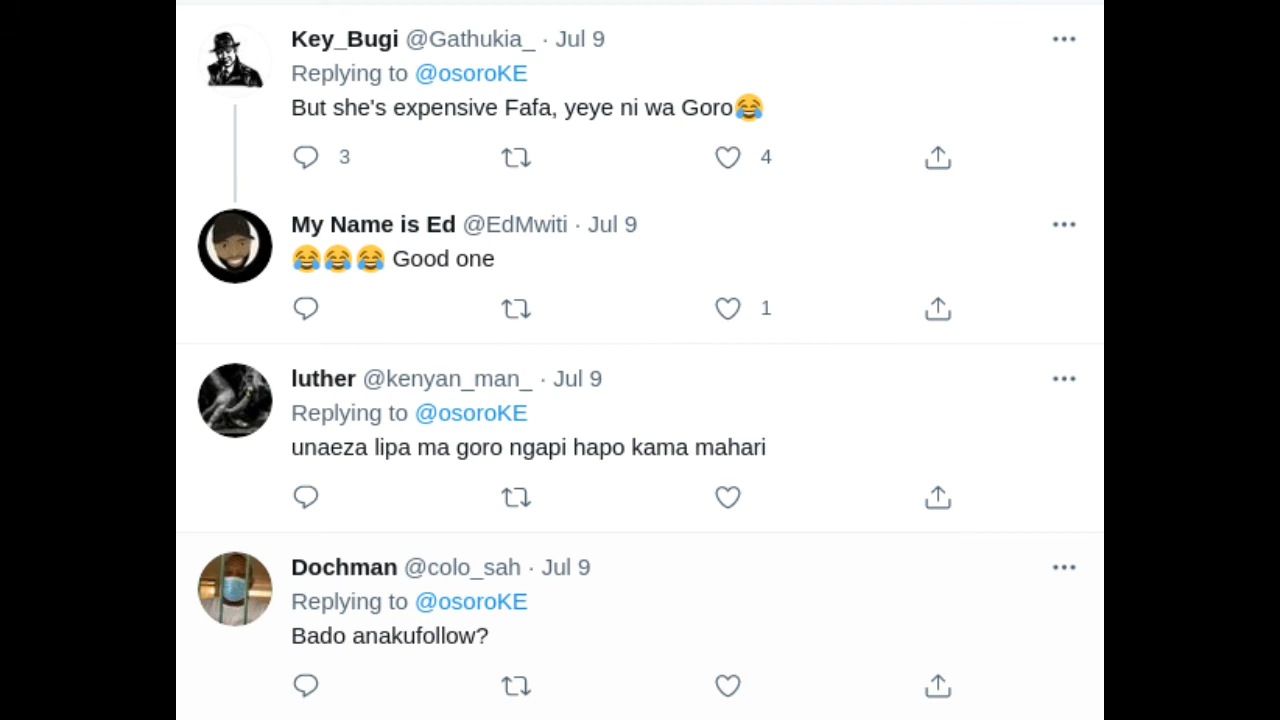 Key_Bugi @Gathukia_ · Jul 9
Replying to @osoroKE
But she's expensive Fafa, yeye ni wa Goro😂
3 4
My Name is Ed @EdMwiti · Jul 9
😂😂😂 Good one
1
luther @kenyan_man_ · Jul 9
Replying to @osoroKE
unaeza lipa ma goro ngapi hapo kama mahari
Dochman @colo_sah · Jul 9
Replying to @osoroKE
Bado anakufollow?